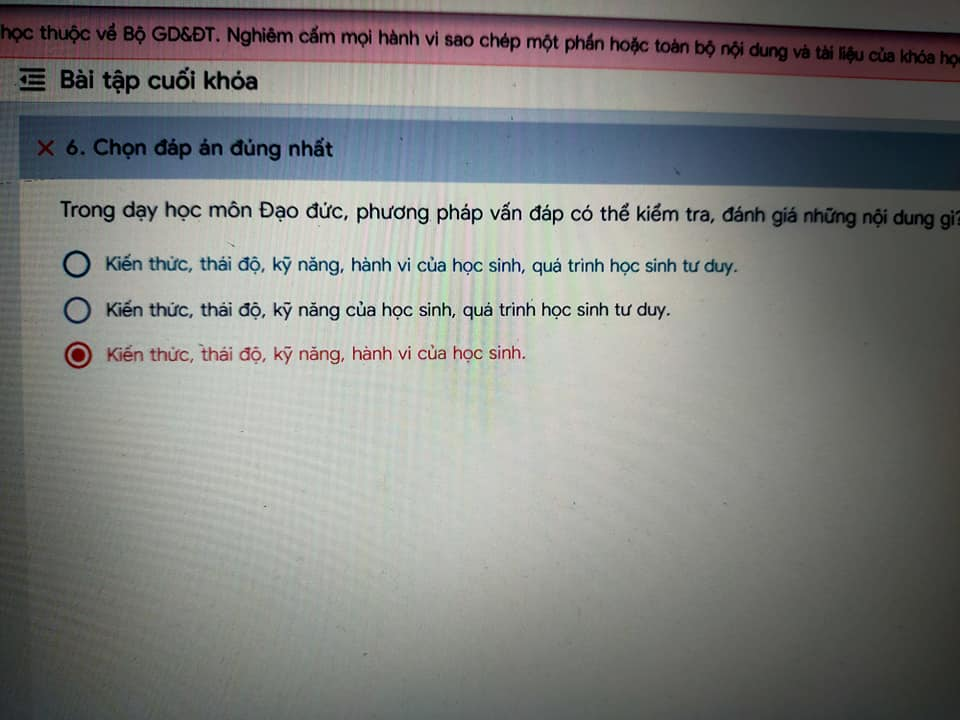 học thuộc về Bộ GD&ĐT. Nghiêm cấm mọi hành vi sao chép một phần hoặc toàn bộ nội dung và tài liệu của khóa họ
Bài tập cuối khóa
6. Chọn đáp án đúng nhất
Trong dạy học môn Đạo đức, phương pháp vấn đáp có thể kiểm tra, đánh giá những nội dung gì?
Kiến thức, thái độ, kỹ năng, hành vi của học sinh, quá trình học sinh tư duy.
Kiến thức, thái độ, kỹ năng của học sinh, quá trình học sinh tư duy.
Kiến thức, thái độ, kỹ năng, hành vi của học sinh.